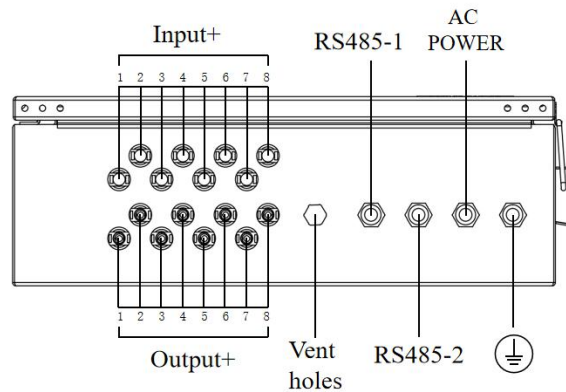 Input+
RS485-1
AC
POWER
1 2 3 4 5 6 7 8
1 2 3 4 5 6 7 8
Output+
Vent
holes
RS485-2